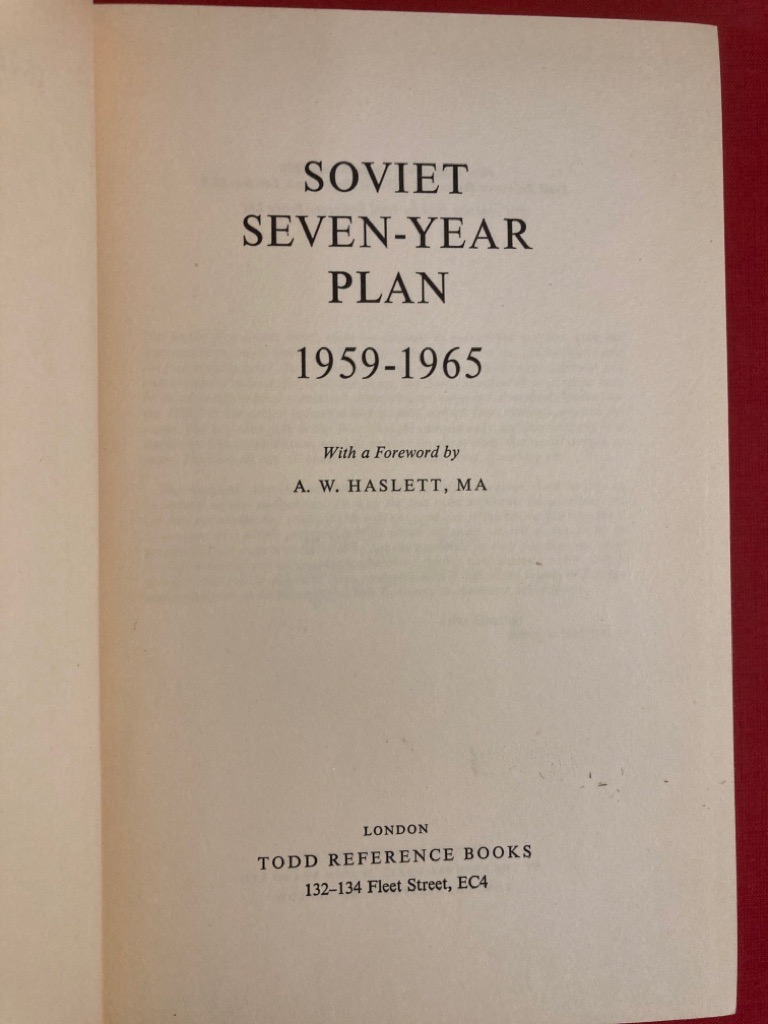 SOVIET
SEVEN-YEAR
PLAN
1959-1965
With a Foreword by
A. W. HASLETT, MA
LONDON
TODD REFERENCE BOOKS
132–134 Fleet Street, EC4